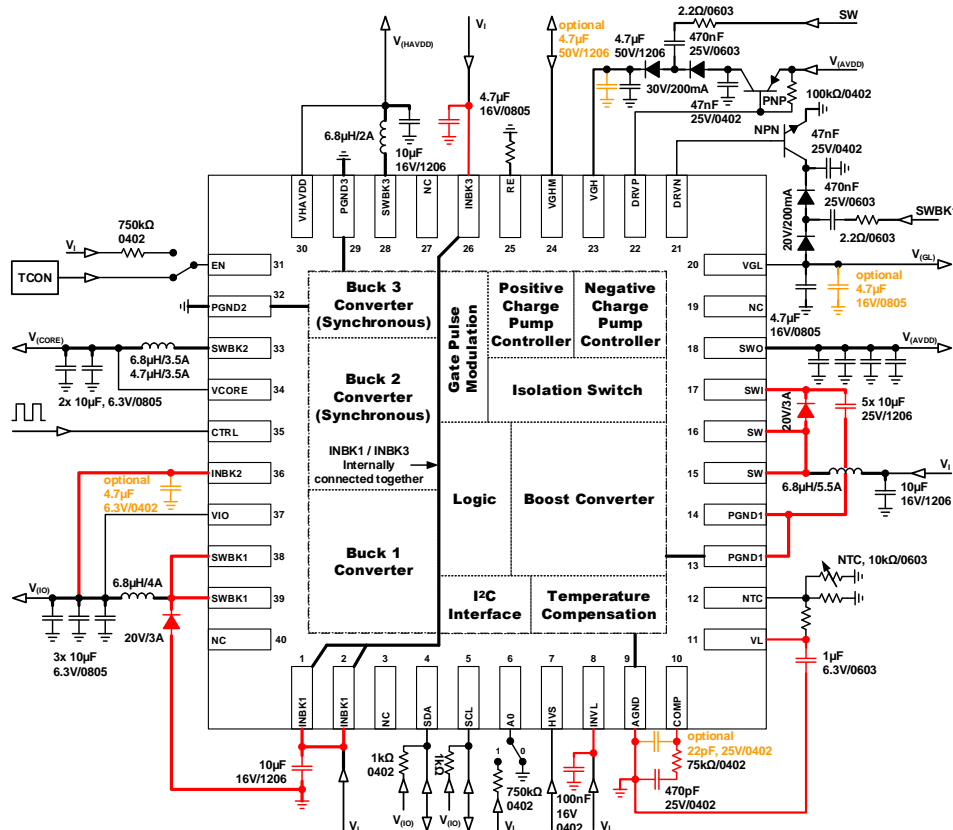 V(HAVDD)
VI
optional
4.7µF
50V/1206
4.7µF
50V/1206
2.2Ω/0603
SW
470nF
25V/0603
V(AVDD)
30V/200mA
PNP
100kΩ/0402
47nF
25V/0402
NPN
47nF
25V/0402
6.8µH/2A
10µF
16V/1206
4.7µF
16V/0805
470nF
25V/0603
20V/200mA
SWBK1
2.2Ω/0603
VHAVDD
PGND3
SWBK3
NC
INBK3
RE
VGHM
VGH
DRVP
DRVN
30
29
28
27
26
25
24
23
22
21
750kΩ
0402
VI
TCON
EN
31
PGND2
32
V(CORE)
SWBK2
33
6.8µH/3.5A
4.7µH/3.5A
VCORE
34
2x 10µF, 6.3V/0805
CTRL
35
INBK2
36
optional
4.7µF
6.3V/0402
VIO
37
SWBK1
38
V(IO)
6.8µH/4A
SWBK1
39
20V/3A
NC
40
3x 10µF
6.3V/0805
Buck 3
Converter
(Synchronous)
Buck 2
Converter
(Synchronous)
INBK1 / INBK3
Internally
connected together
Buck 1
Converter
Gate Pulse
Modulation
Positive
Charge
Pump
Controller
Negative
Charge
Pump
Controller
Isolation Switch
Logic
Boost Converter
I²C
Interface
Temperature
Compensation
20
VGL
V(GL)
optional
4.7µF
16V/0805
19
NC
4.7µF
16V/0805
18
SWO
V(AVDD)
17
SWI
20V/3A
5x 10µF
25V/1206
16
SW
15
SW
VI
6.8µH/5.5A
10µF
16V/1206
14
PGND1
13
PGND1
NTC, 10kΩ/0603
12
NTC
11
VL
1µF
6.3V/0603
1
2
3
4
5
6
7
8
9
10
INBK1
INBK1
NC
SDA
SCL
A0
HVS
INVL
AGND
COMP
10µF
16V/1206
VI
1kΩ
0402
V(IO)
1kΩ
V(IO)
1
0
750kΩ
0402
VI
100nF
16V
0402
VI
optional
22pF, 25V/0402
75kΩ/0402
470pF
25V/0402